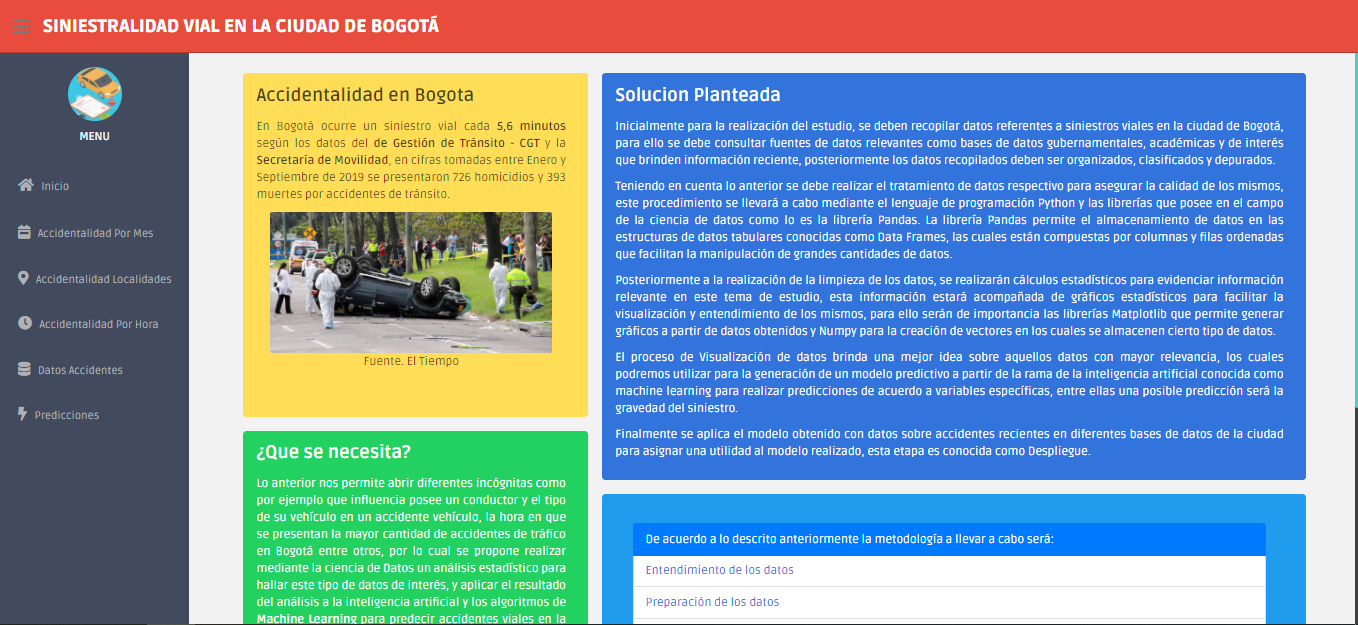 SINIESTRALIDAD VIAL EN LA CIUDAD DE BOGOTÁ
MENU
Inicio
Accidentalidad Por Mes
Accidentalidad Localidades
Accidentalidad Por Hora
Datos Accidentes
Predicciones
Accidentalidad en Bogota
En Bogotá ocurre un siniestro vial cada 5,6 minutos
según los datos del de Gestión de Tránsito - CGT y la
Secretaría de Movilidad, en cifras tomadas entre Enero y
Septiembre de 2019 se presentaron 726 homicidios y 393
muertes por accidentes de tránsito.
Fuente. El Tiempo
¿Que se necesita?
Lo anterior nos permite abrir diferentes incógnitas como
por ejemplo que influencia posee un conductor y el tipo
de su vehículo en un accidente vehículo, la hora en que
se presentan la mayor cantidad de accidentes de tráfico
en Bogotá entre otros, por lo cual se propone realizar
mediante la ciencia de Datos un análisis estadístico para
hallar este tipo de datos de interés, y aplicar el resultado
del análisis a la inteligencia artificial y los algoritmos de
Machine Learning para predecir accidentes viales en la
Solucion Planteada
Inicialmente para la realización del estudio, se deben recopilar datos referentes a siniestros viales en la ciudad de Bogotá,
para ello se debe consultar fuentes de datos relevantes como bases de datos gubernamentales, académicas y de interés
que brinden información reciente, posteriormente los datos recopilados deben ser organizados, clasificados y depurados.
Teniendo en cuenta lo anterior se debe realizar el tratamiento de datos respectivo para asegurar la calidad de los mismos,
este procedimiento se llevará a cabo mediante el lenguaje de programación Python y las librerías que posee en el campo
de la ciencia de datos como lo es la librería Pandas. La librería Pandas permite el almacenamiento de datos en las
estructuras de datos tabulares conocidas como Data Frames, las cuales están compuestas por columnas y filas ordenadas
que facilitan la manipulación de grandes cantidades de datos.
Posteriormente a la realización de la limpieza de los datos, se realizarán cálculos estadísticos para evidenciar información
relevante en este tema de estudio, esta información estará acompañada de gráficos estadísticos para facilitar la
visualización y entendimiento de los mismos, para ello serán de importancia las librerías Matplotlib que permite generar
gráficos a partir de datos obtenidos y Numpy para la creación de vectores en los cuales se almacenen cierto tipo de datos.
El proceso de Visualización de datos brinda una mejor idea sobre aquellos datos con mayor relevancia, los cuales
podremos utilizar para la generación de un modelo predictivo a partir de la rama de la inteligencia artificial conocida como
machine learning para realizar predicciones de acuerdo a variables específicas, entre ellas una posible predicción será la
gravedad del siniestro.
Finalmente se aplica el modelo obtenido con datos sobre accidentes recientes en diferentes bases de datos de la ciudad
para asignar una utilidad al modelo realizado, esta etapa es conocida como Despliegue.
De acuerdo a lo descrito anteriormente la metodología a llevar a cabo será:
Entendimiento de los datos
Preparación de los datos